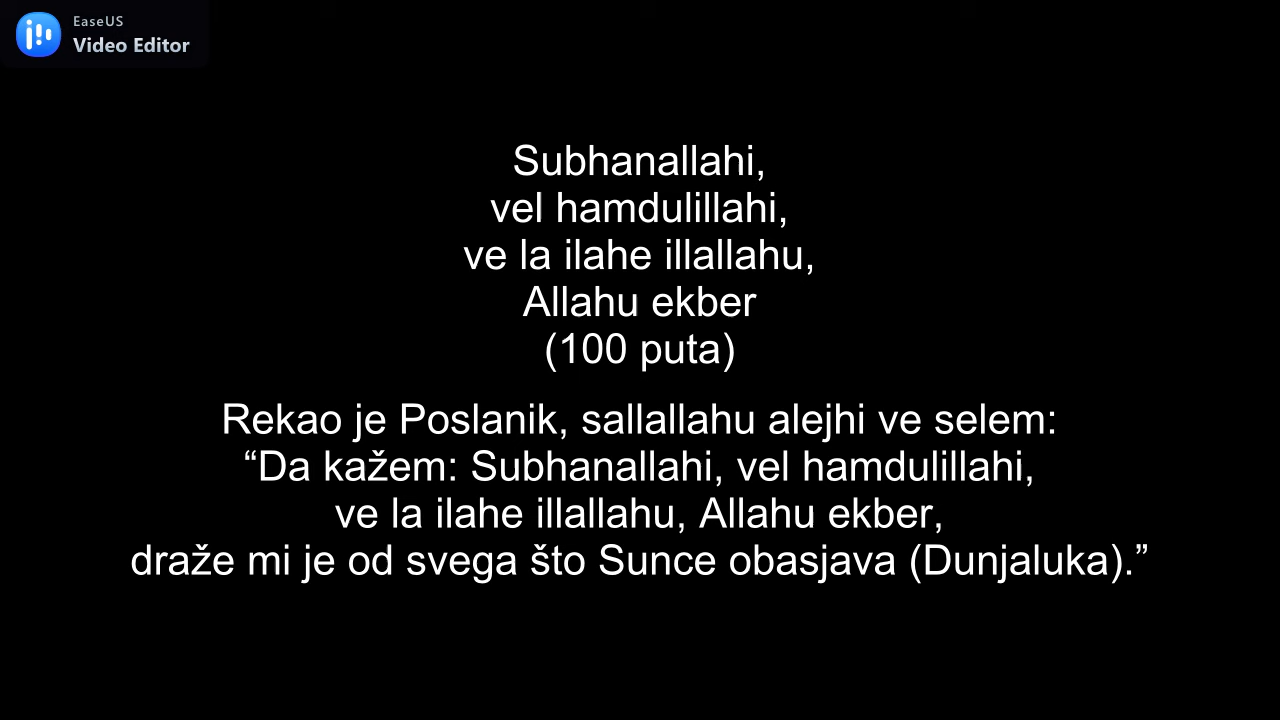 EaseUS
Video Editor
Subhanallahi,
vel hamdulillahi,
ve la ilahe illallahu,
Allahu ekber
(100 puta)
Rekao je Poslanik, sallallahu alejhi ve selem:
“Da kažem: Subhanallahi, vel hamdulillahi,
ve la ilahe illallahu, Allahu ekber,
draže mi je od svega što Sunce obasjava (Dunjaluka).”